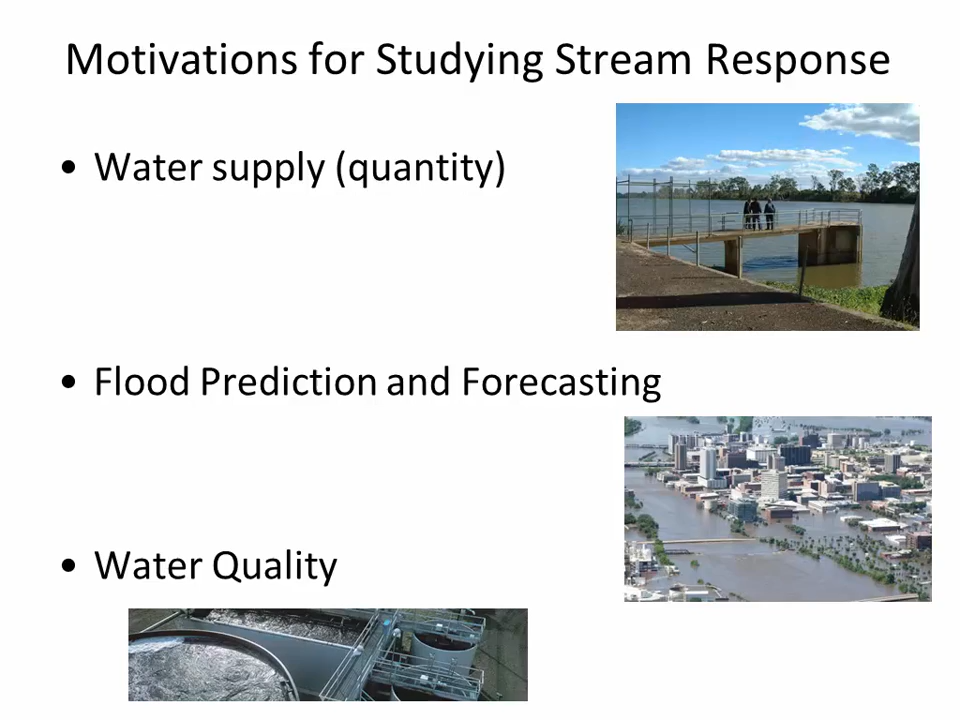 Motivations for Studying Stream Response
• Water supply (quantity)
• Flood Prediction and Forecasting
• Water Quality